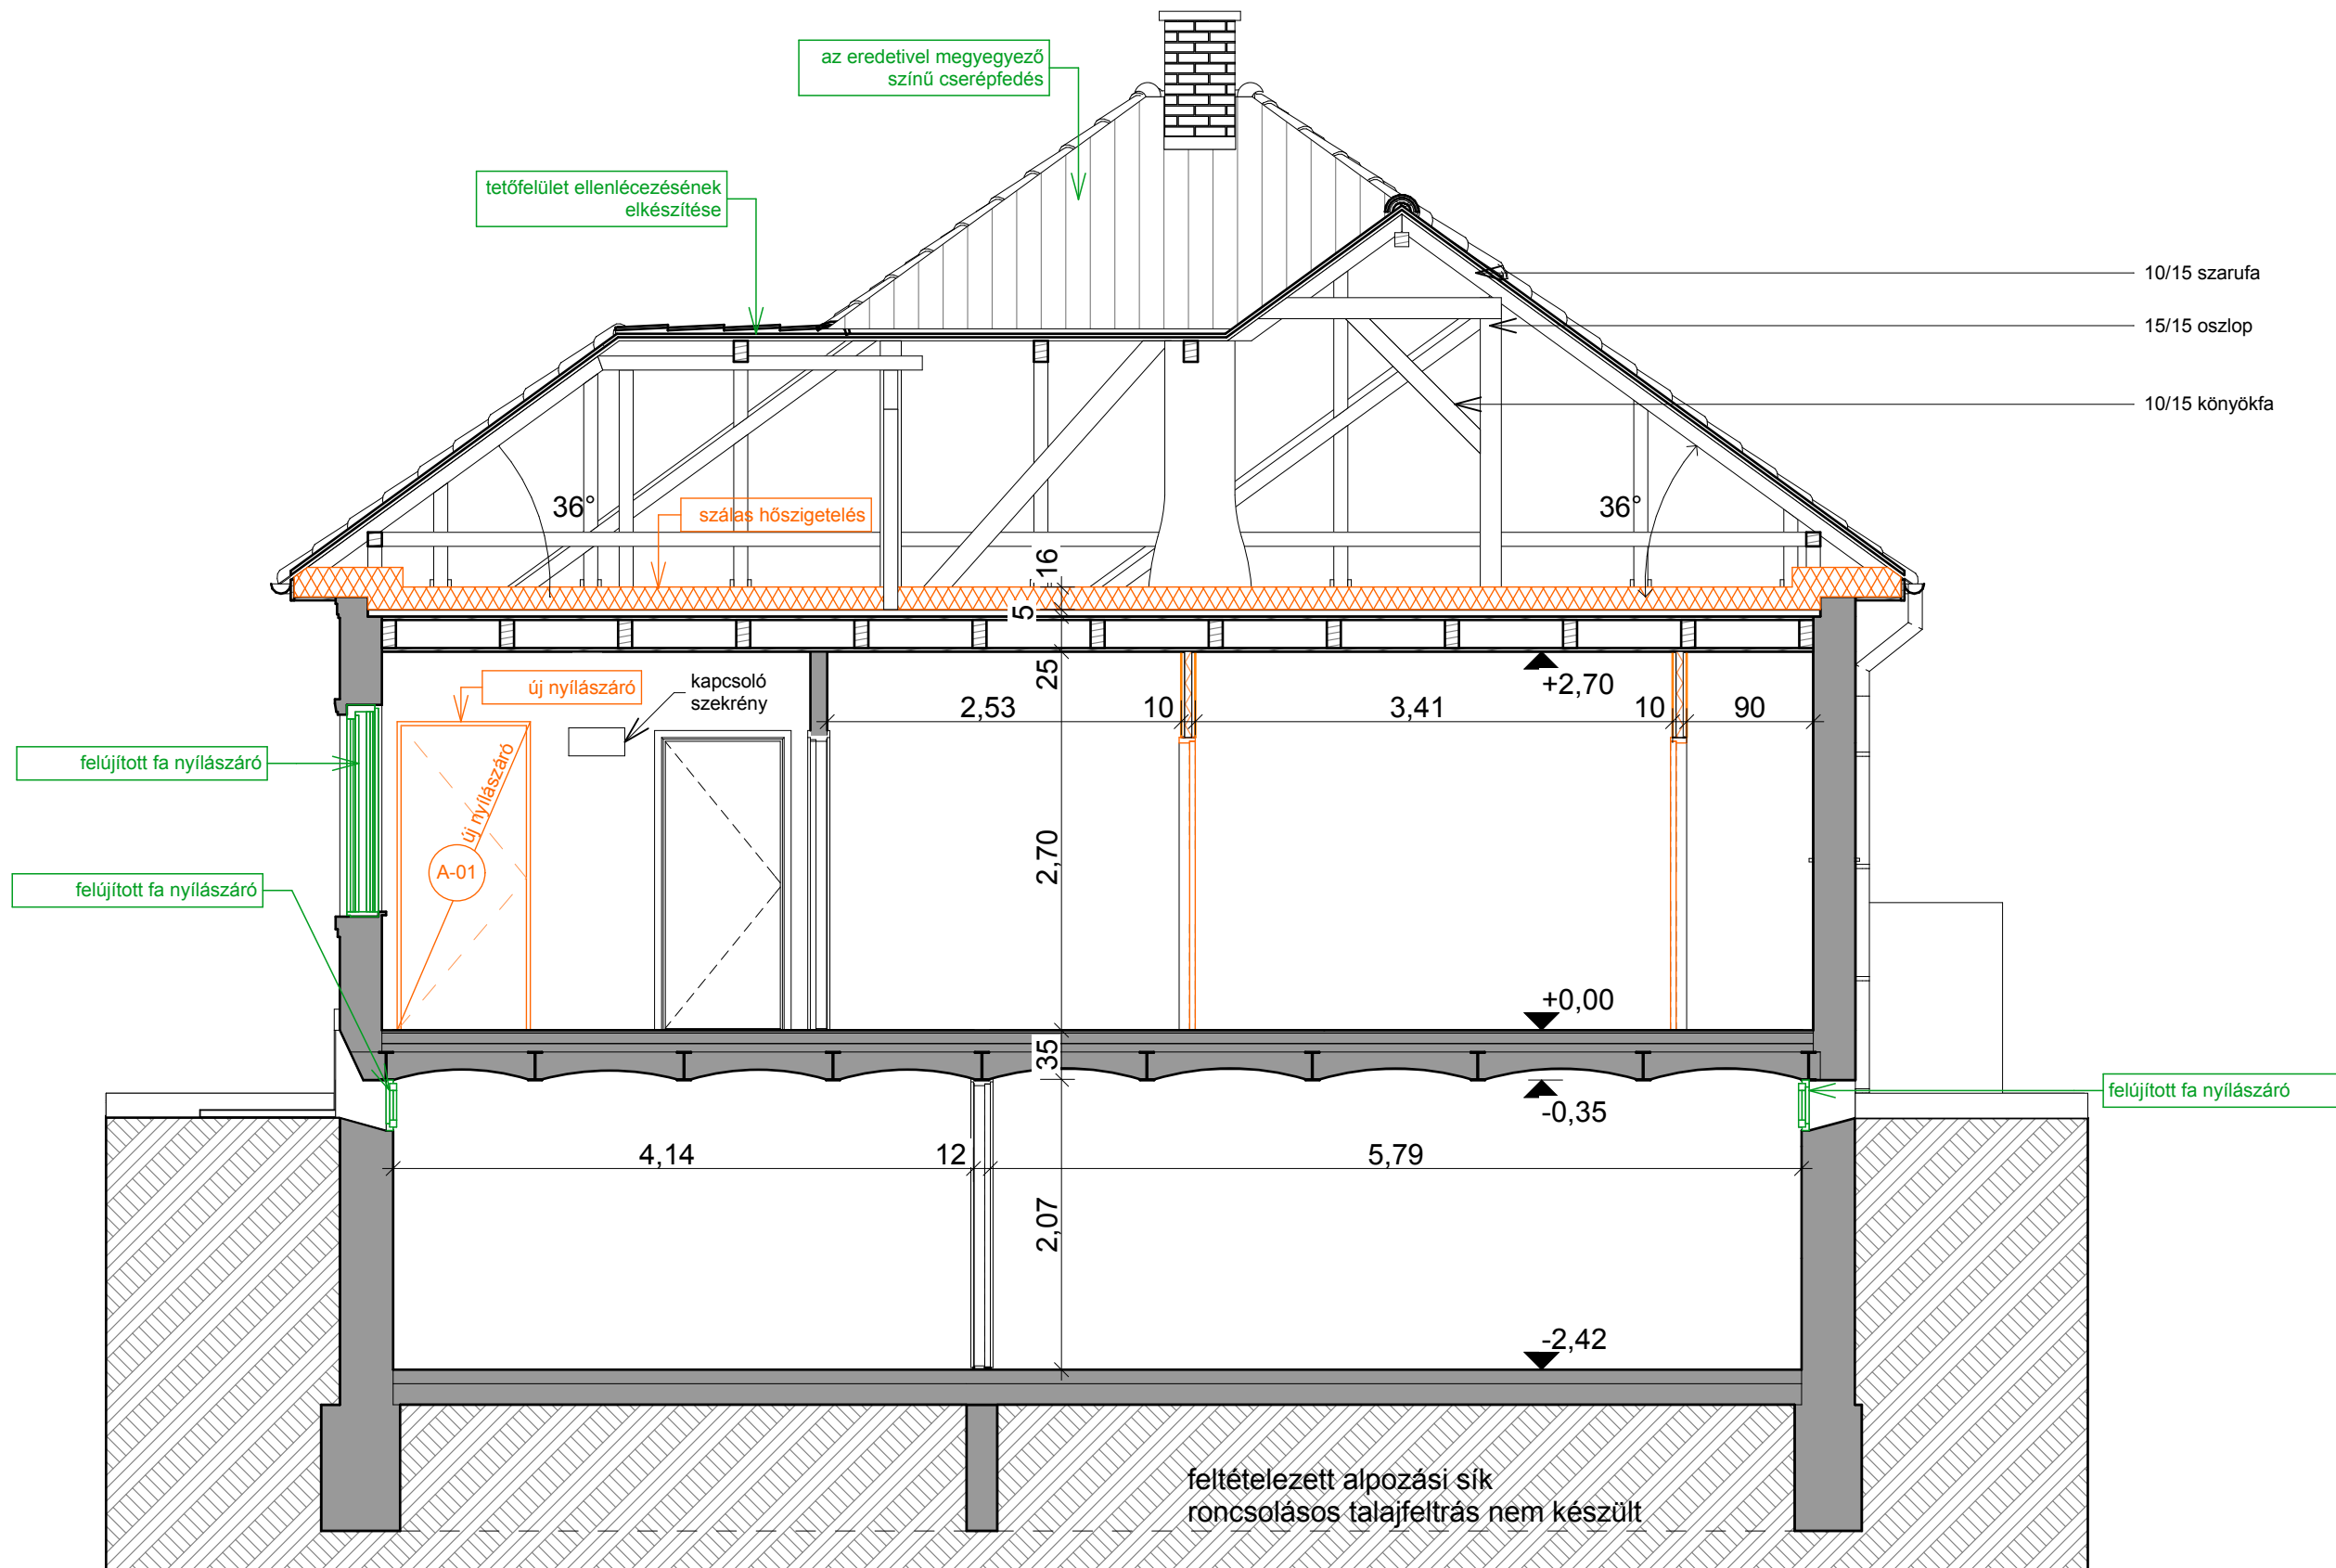 az eredetivel megyegyező
színű cserépfedés
tetőfelület ellenlécezésének
elkészítése
10/15 szarufa
15/15 oszlop
10/15 könyökfa
36°
szálas hőszigetelés
36°
16
5
25
új nyílászáró
kapcsoló
szekrény
+2,70
2,53
10
3,41
10
90
felújított fa nyílászáró
új nyílászáró
A-01
2,70
felújított fa nyílászáró
+0,00
35
-0,35
felújított fa nyílászáró
4,14
12
5,79
2,07
-2,42
feltételezett alpozási sík
roncsolásos talajfeltrás nem készült